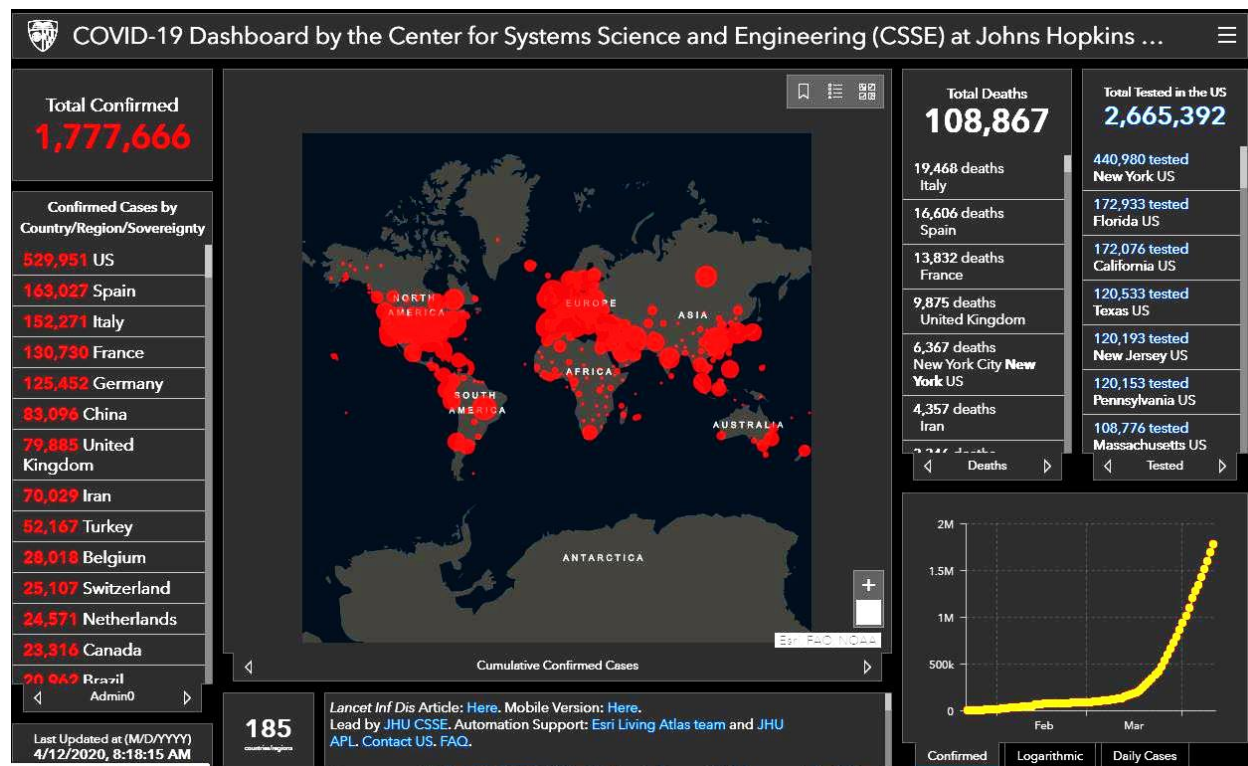 COVID-19 Dashboard by the Center for Systems Science and Engineering (CSSE) at Johns Hopkins ...
Total Confirmed
1,777,666
Confirmed Cases by
Country/Region/Sovereignty
529,951 US
163,027 Spain
152,271 Italy
130,730 France
125,452 Germany
83,096 China
79,885 United
Kingdom
70,029 Iran
52,167 Turkey
28,018 Belgium
25,107 Switzerland
24,571 Netherlands
23,316 Canada
20,962 Brazil
Admin0
Last Updated at (M/D/YYYY)
4/12/2020, 8:18:15 AM
NORTH
AMERICA
EUROPE
ASIA
AFRICA
SOUTH
AMERICA
AUSTRALIA
ANTARCTICA
+
Esri, FAO, NOAA
Cumulative Confirmed Cases
185
countries/regions
Lancet Inf Dis Article: Here. Mobile Version: Here.
Lead by JHU CSSE. Automation Support: Esri Living Atlas team and JHU
APL. Contact US. FAQ.
Total Deaths
108,867
19,468 deaths
Italy
16,606 deaths
Spain
13,832 deaths
France
9,875 deaths
United Kingdom
6,367 deaths
New York City New
York US
4,357 deaths
Iran
deaths
Deaths
Total Tested in the US
2,665,392
440,980 tested
New York US
172,933 tested
Florida US
172,076 tested
California US
120,533 tested
Texas US
120,193 tested
New Jersey US
120,153 tested
Pennsylvania US
108,776 tested
Massachusetts US
Tested
2M
1.5M
1M
500k
0
Feb
Mar
Confirmed
Logarithmic
Daily Cases